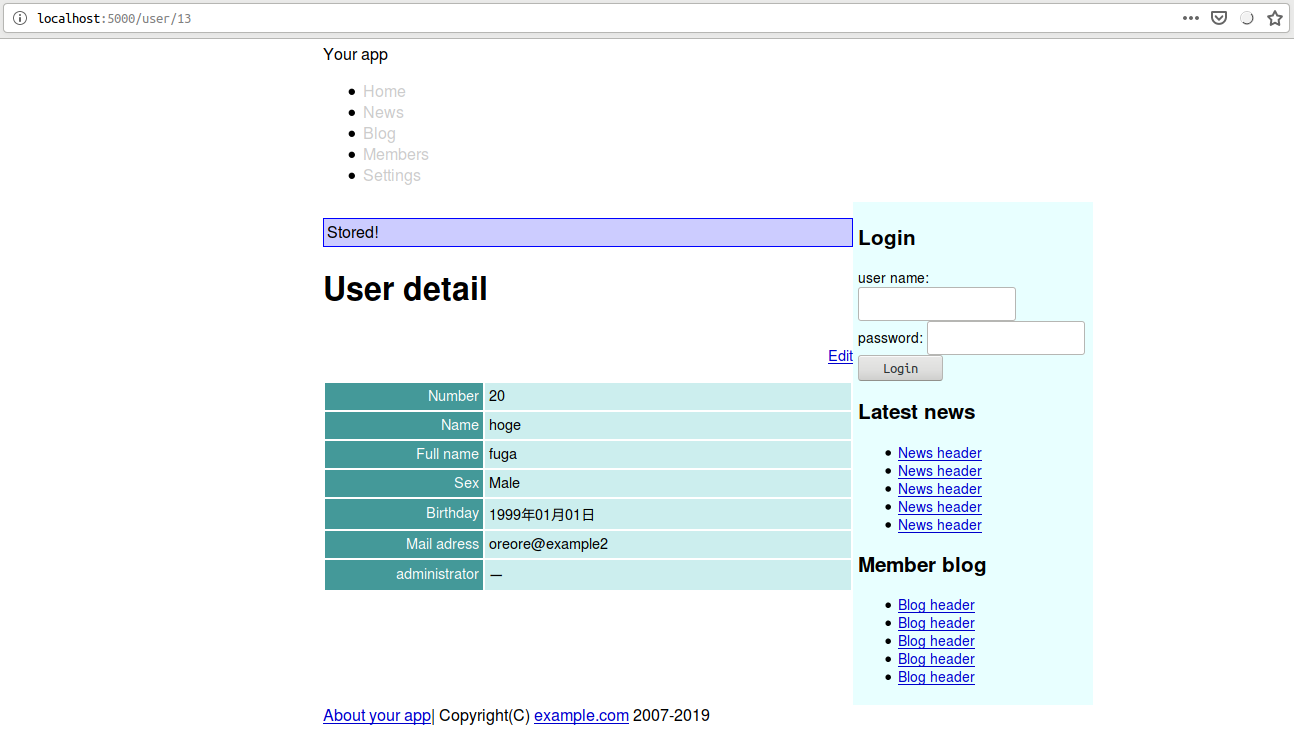 localhost:5000/user/13
Your app
Home
News
Blog
Members
Settings
Stored!
User detail
Edit
Number 20
Name hoge
Full name fuga
Sex Male
Birthday 1999年01月01日
Mail adress oreore@example2
administrator —
Login
user name:
password:
Login
Latest news
News header
News header
News header
News header
News header
Member blog
Blog header
Blog header
Blog header
Blog header
Blog header
About your app| Copyright(C) example.com 2007-2019